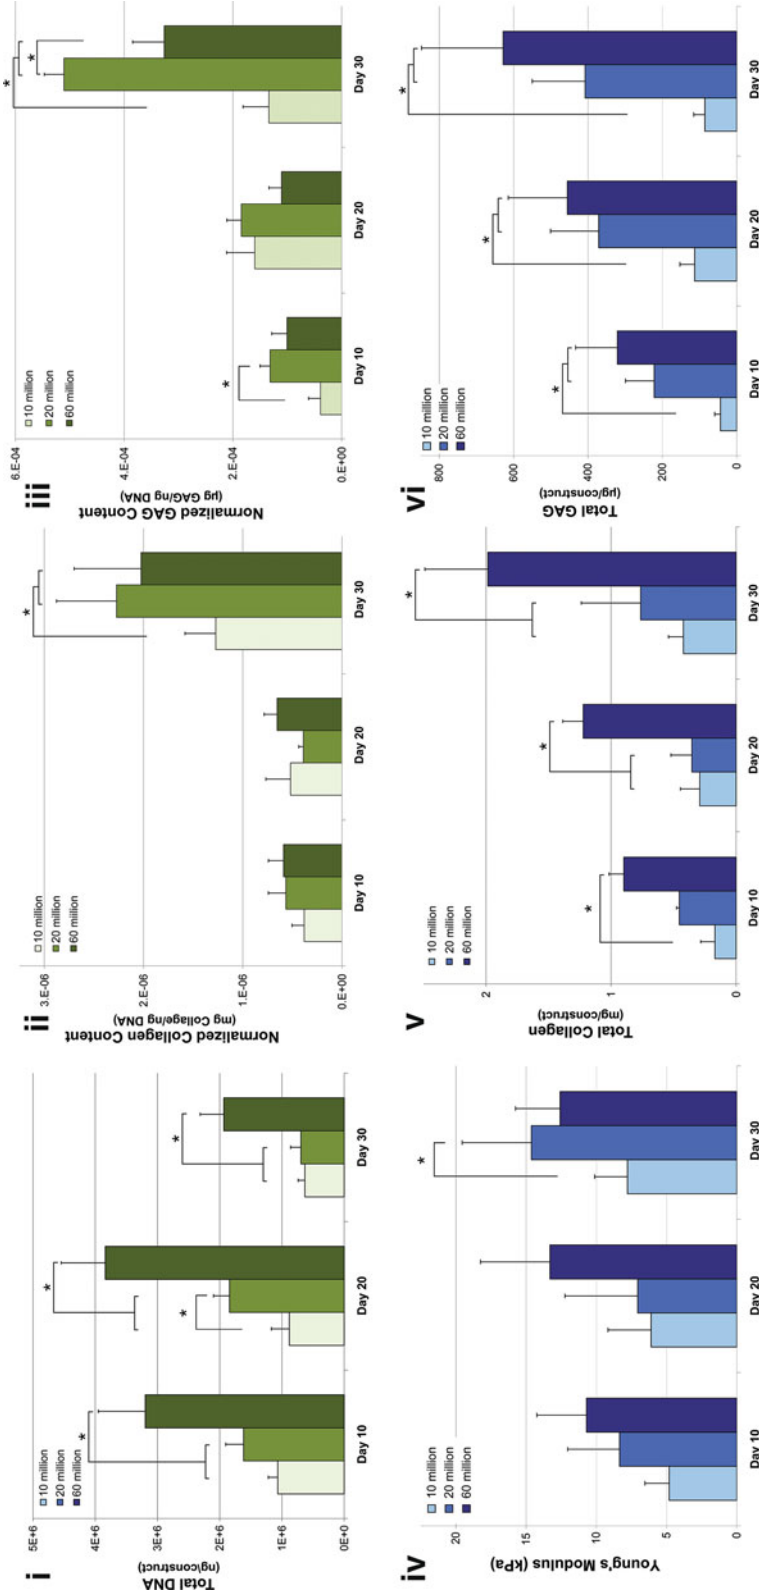 i
Total DNA
(ng\construct)
5E+6
4E+6
3E+6
2E+6
1E+6
0E+0
10 million
20 million
60 million
*
*
*
*
Day 10
Day 20
Day 30
ii
Normalized Collagen Content
(mg Collage/ng DNA)
3.E-06
2.E-06
1.E-06
0.E+00
10 million
20 million
60 million
*
Day 10
Day 20
Day 30
iii
Normalized GAG Content
(µg GAG/ng DNA)
6.E-04
4.E-04
2.E-04
0.E+00
10 million
20 million
60 million
*
*
*
Day 10
Day 20
Day 30
iv
Young's Modulus (kPa)
20
15
10
5
0
10 million
20 million
60 million
*
Day 10
Day 20
Day 30
v
Total Collagen
(mg/construct)
2
1
0
10 million
20 million
60 million
*
*
*
Day 10
Day 20
Day 30
vi
Total GAG
(µg/construct)
800
600
400
200
0
10 million
20 million
60 million
*
*
*
Day 10
Day 20
Day 30